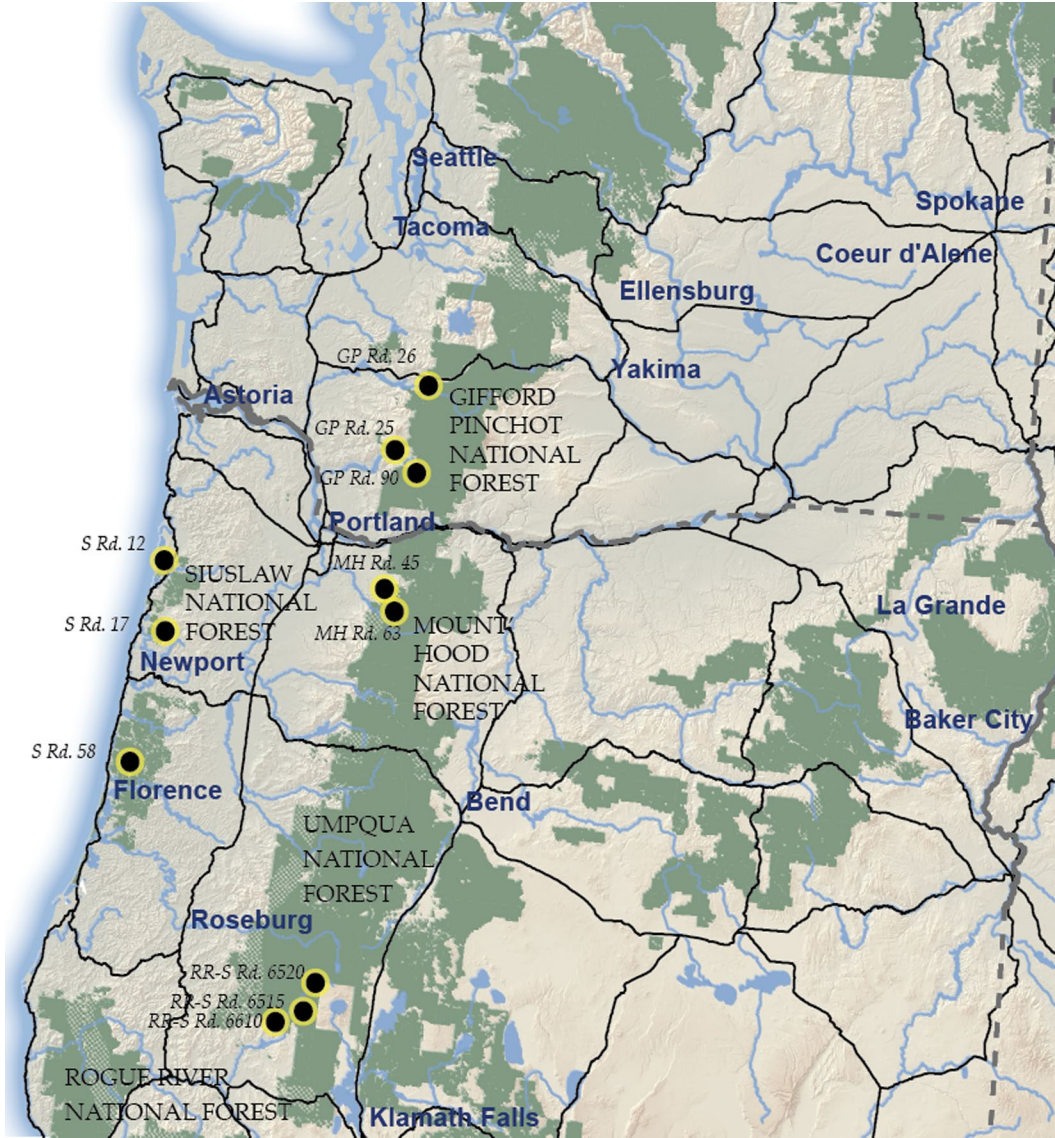 Seattle
Spokane
Tacoma
Coeur d'Alene
Ellensburg
GP Rd. 26
Yakima
Astoria
GIFFORD
PINCHOT
NATIONAL
FOREST
GP Rd. 25
GP Rd. 90
Portland
S Rd. 12
MH Rd. 45
SIUSLAW
NATIONAL
FOREST
La Grande
S Rd. 17
MH Rd. 63
MOUNT
HOOD
NATIONAL
FOREST
Newport
Baker City
S Rd. 58
Florence
Bend
UMPQUA
NATIONAL
FOREST
Roseburg
RR-S Rd. 6520
RR-S Rd. 6515
RR-S Rd. 6610
ROGUE RIVER
NATIONAL FOREST
Klamath Falls